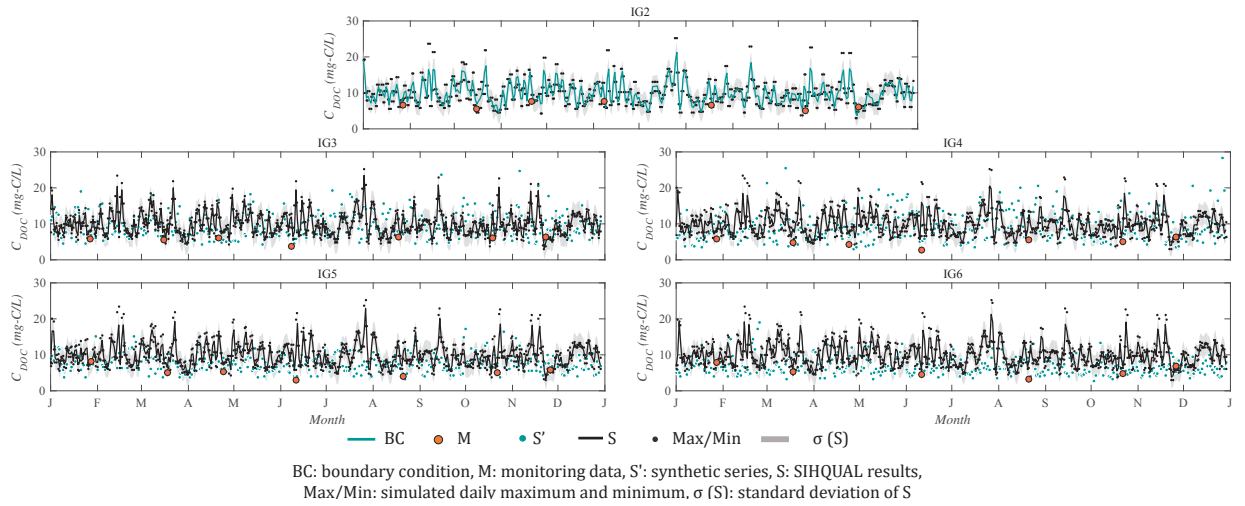 IG2
C_DOC (mg-C/L)
30
20
10
0
IG3
C_DOC (mg-C/L)
30
20
10
0
IG4
C_DOC (mg-C/L)
30
20
10
0
IG5
C_DOC (mg-C/L)
30
20
10
0
J F M A M J J A S O N D J
Month
IG6
C_DOC (mg-C/L)
30
20
10
0
J F M A M J J A S O N D J
Month
BC M S' S Max/Min σ (S)
BC: boundary condition, M: monitoring data, S': synthetic series, S: SIHQUAL results,
Max/Min: simulated daily maximum and minimum, σ (S): standard deviation of S